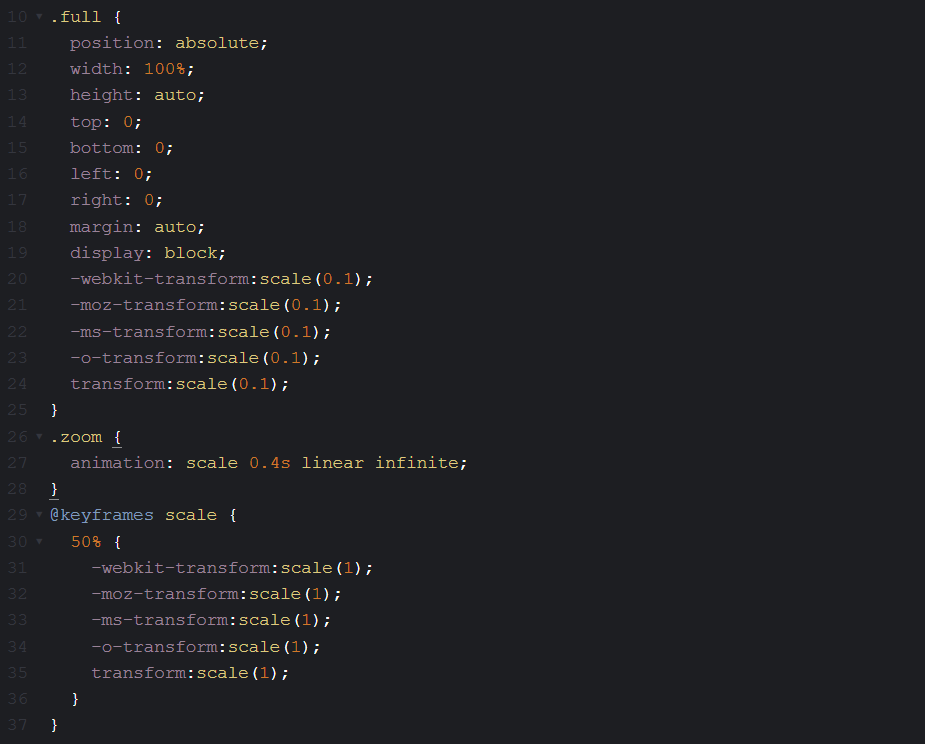 10 .full {
11   position: absolute;
12   width: 100%;
13   height: auto;
14   top: 0;
15   bottom: 0;
16   left: 0;
17   right: 0;
18   margin: auto;
19   display: block;
20   -webkit-transform:scale(0.1);
21   -moz-transform:scale(0.1);
22   -ms-transform:scale(0.1);
23   -o-transform:scale(0.1);
24   transform:scale(0.1);
25 }
26 .zoom {
27   animation: scale 0.4s linear infinite;
28 }
29 @keyframes scale {
30   50% {
31     -webkit-transform:scale(1);
32     -moz-transform:scale(1);
33     -ms-transform:scale(1);
34     -o-transform:scale(1);
35     transform:scale(1);
36   }
37 }